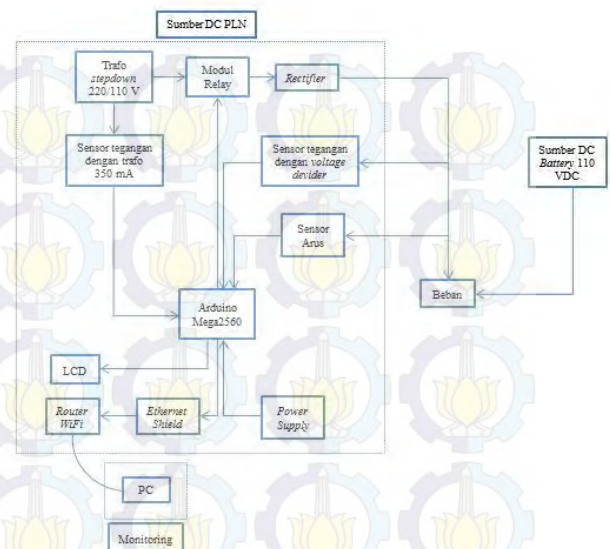 Sumber DC PLN
Trafo
stepdown
220/110 V
Modul
Relay
Rectifier
Sensor tegangan
dengan trafo
350 mA
Sensor tegangan
dengan voltage
devider
Sumber DC
Battery 110
VDC
Sensor
Arus
Arduino
Mega2560
Beban
LCD
Router
WiFi
Ethernet
Shield
Power
Supply
PC
Monitoring